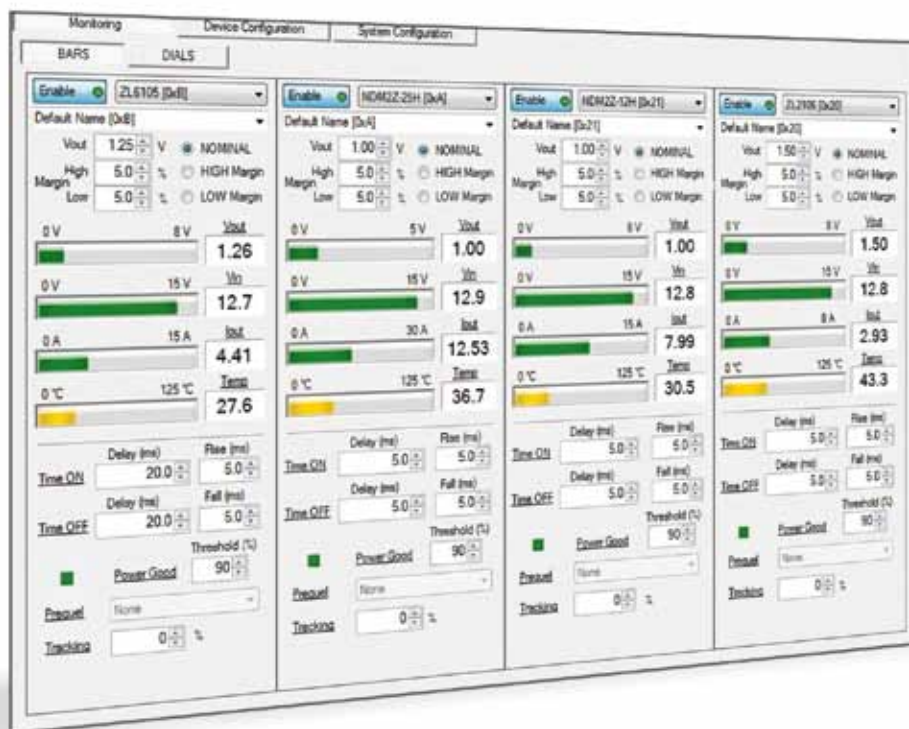 Monitoring
Device Configuration
System Configuration
BARS
DIALS
Enable ZL6105 [0xB]
Default Name [0xB]
Vout 1.25 V NOMINAL
High 5.0 % HIGH Margin
Margin
Low 5.0 % LOW Margin
0 V 8 V Vout
1.26
0 V 15 V Vin
12.7
0 A 15 A Iout
4.41
0 °C 125 °C Temp
27.6
Delay (ms) Rise (ms)
Time ON 20.0 5.0
Delay (ms) Fall (ms)
Time OFF 20.0 5.0
Threshold (%)
Power Good 90
Prequel None
Tracking 0 %
Enable NDM2Z-25H [0xA]
Default Name [0xA]
Vout 1.00 V NOMINAL
High 5.0 % HIGH Margin
Margin
Low 5.0 % LOW Margin
0 V 5 V Vout
1.00
0 V 15 V Vin
12.9
0 A 30 A Iout
12.53
0 °C 125 °C Temp
36.7
Delay (ms) Rise (ms)
Time ON 5.0 5.0
Delay (ms) Fall (ms)
Time OFF 5.0 5.0
Threshold (%)
Power Good 90
Prequel None
Tracking 0 %
Enable NDM2Z-12H [0x21]
Default Name [0x21]
Vout 1.00 V NOMINAL
High 5.0 % HIGH Margin
Margin
Low 5.0 % LOW Margin
0 V Vout
1.00
0 V 15 V Vin
12.8
0 A 15 A Iout
7.99
0 °C 125 °C Temp
30.5
Delay (ms) Rise (ms)
Time ON 5.0 5.0
Delay (ms) Fall (ms)
Time OFF 5.0 5.0
Threshold (%)
Power Good 90
Prequel None
Tracking 0 %
Enable ZL2106 [0x20]
Default Name [0x20]
Vout 1.50 V NOMINAL
High 5.0 % HIGH Margin
Margin
Low 5.0 % LOW Margin
0 V Vout
1.50
0 V 15 V Vin
12.8
0 A 8 A Iout
2.93
0 °C 125 °C Temp
43.3
Delay (ms) Rise (ms)
Time ON 5.0 5.0
Delay (ms) Fall (ms)
Time OFF 5.0 5.0
Threshold (%)
Power Good 90
Prequel None
Tracking 0 %